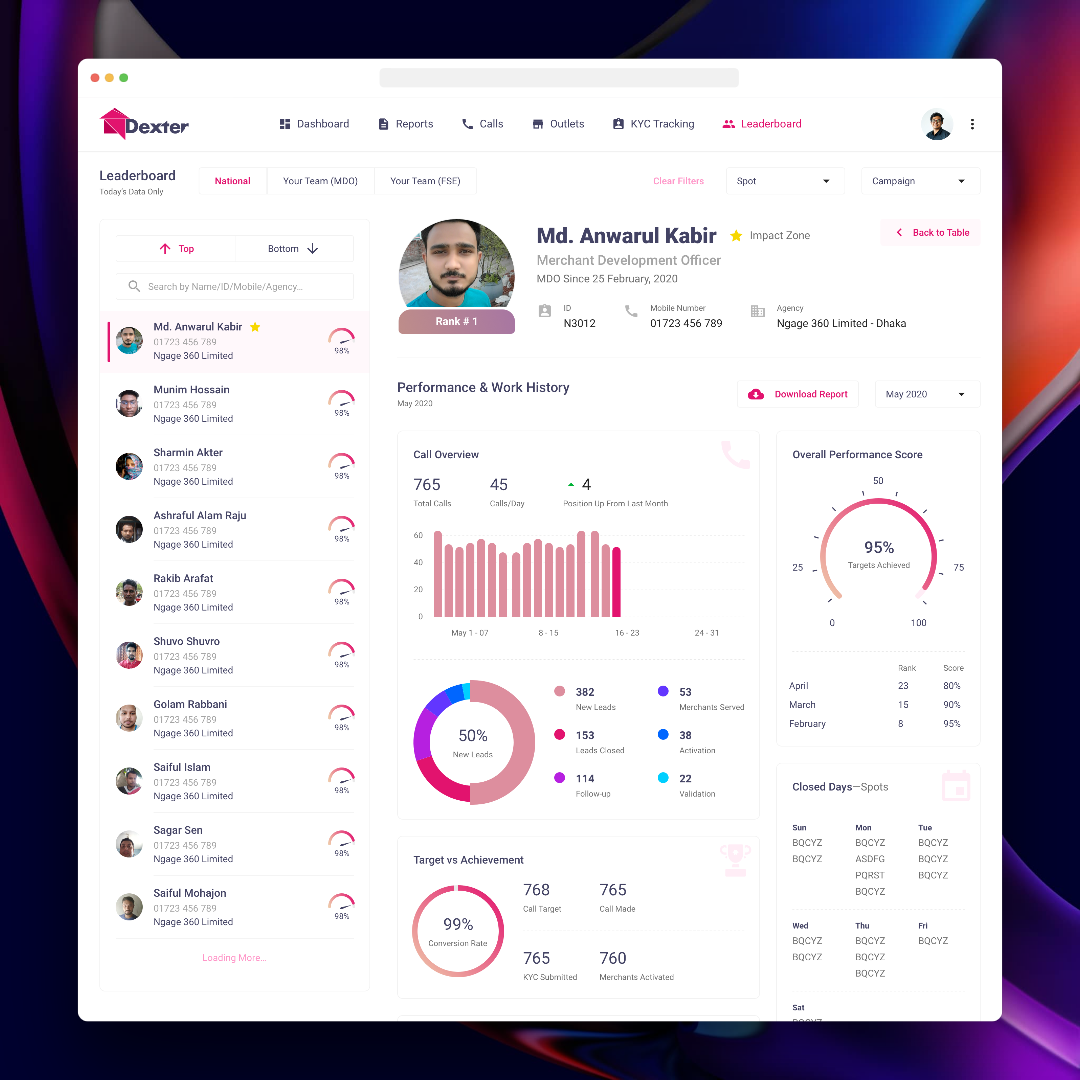 Dexter
Dashboard
Reports
Calls
Outlets
KYC Tracking
Leaderboard
Leaderboard
Today's Data Only
National
Your Team (MDO)
Your Team (FSE)
Clear Filters
Spot
Campaign
Top
Bottom
Search by Name/ID/Mobile/Agency...
Md. Anwarul Kabir
01723 456 789
Ngage 360 Limited
98%
Munim Hossain
01723 456 789
Ngage 360 Limited
98%
Sharmin Akter
01723 456 789
Ngage 360 Limited
98%
Ashraful Alam Raju
01723 456 789
Ngage 360 Limited
98%
Rakib Arafat
01723 456 789
Ngage 360 Limited
98%
Shuvo Shuvro
01723 456 789
Ngage 360 Limited
98%
Golam Rabbani
01723 456 789
Ngage 360 Limited
98%
Saiful Islam
01723 456 789
Ngage 360 Limited
98%
Sagar Sen
01723 456 789
Ngage 360 Limited
98%
Saiful Mohajon
01723 456 789
Ngage 360 Limited
98%
Loading More...
Rank # 1
Md. Anwarul Kabir
Impact Zone
Back to Table
Merchant Development Officer
MDO Since 25 February, 2020
ID
N3012
Mobile Number
01723 456 789
Agency
Ngage 360 Limited - Dhaka
Performance & Work History
May 2020
Download Report
May 2020
Call Overview
765
Total Calls
45
Calls/Day
4
Position Up From Last Month
60
40
20
0
May 1 - 07
8 - 15
16 - 23
24 - 31
50%
New Leads
382
New Leads
53
Merchants Served
153
Leads Closed
38
Activation
114
Follow-up
22
Validation
Target vs Achievement
99%
Conversion Rate
768
Call Target
765
Call Made
765
KYC Submitted
760
Merchants Activated
Overall Performance Score
50
25
75
95%
Targets Achieved
0
100
Rank Score
April 23 80%
March 15 90%
February 8 95%
Closed Days—Spots
Sun Mon Tue
BQCYZ BQCYZ BQCYZ
BQCYZ ASDFG BQCYZ
PQRST BQCYZ
BQCYZ
Wed Thu Fri
BQCYZ BQCYZ BQCYZ
BQCYZ BQCYZ
BQCYZ
Sat